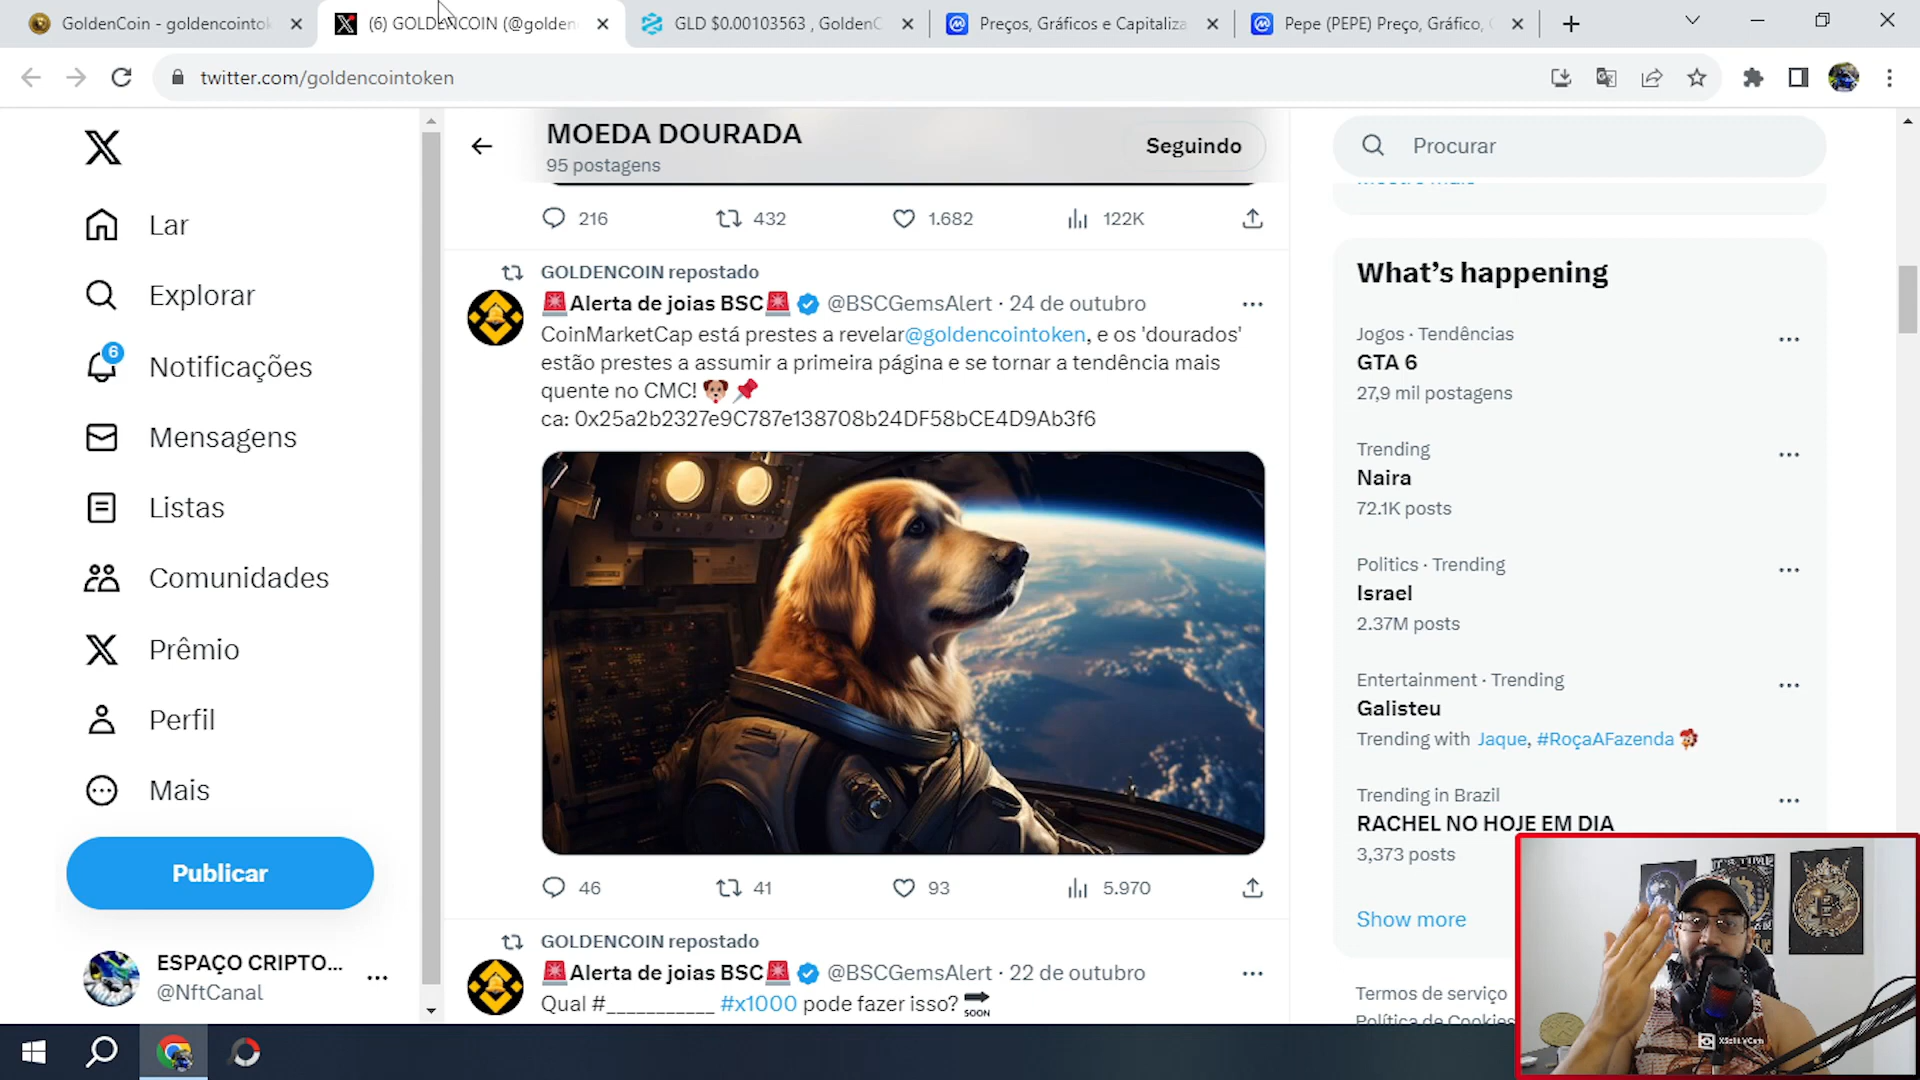 GoldenCoin - goldencointok
(6) GOLDENCOIN (@golden
GLD $0.00103563 , GoldenC
Preços, Gráficos e Capitaliza
Pepe (PEPE) Preço, Gráfico,
twitter.com/goldencointoken
Lar
Explorar
6
Notificações
Mensagens
Listas
Comunidades
Prêmio
Perfil
Mais
Publicar
ESPAÇO CRIPTO...
@NftCanal
MOEDA DOURADA
95 postagens
Seguindo
216
432
1.682
122K
GOLDENCOIN repostado
🚨Alerta de joias BSC🚨 @BSCGemsAlert · 24 de outubro
CoinMarketCap está prestes a revelar@goldencointoken, e os 'dourados'
estão prestes a assumir a primeira página e se tornar a tendência mais
quente no CMC! 🐶📌
ca: 0x25a2b2327e9C787e138708b24DF58bCE4D9Ab3f6
46
41
93
5.970
GOLDENCOIN repostado
🚨Alerta de joias BSC🚨 @BSCGemsAlert · 22 de outubro
Qual #__________ #x1000 pode fazer isso? 🔜
Procurar
What's happening
Jogos · Tendências
GTA 6
27,9 mil postagens
Trending
Naira
72.1K posts
Politics · Trending
Israel
2.37M posts
Entertainment · Trending
Galisteu
Trending with Jaque, #RoçaAFazenda
Trending in Brazil
RACHEL NO HOJE EM DIA
3,373 posts
Show more
Termos de serviço
Política de Cookies